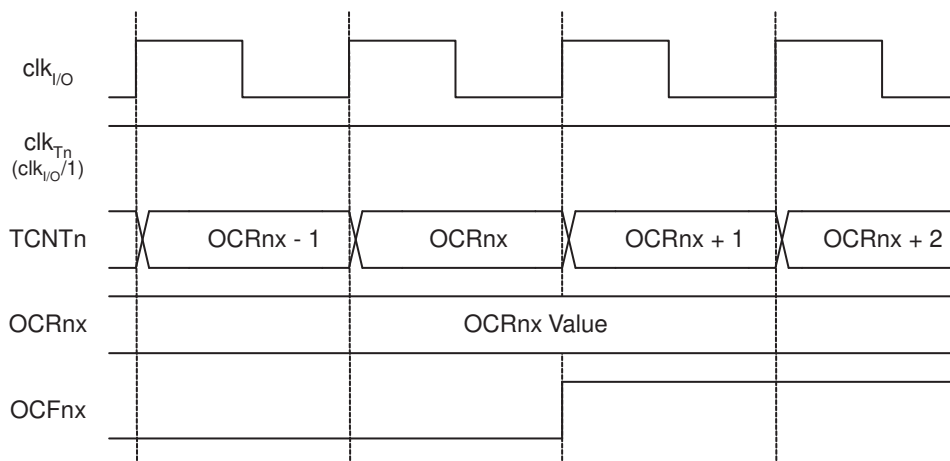 clkI/O
clkTn
(clkI/O/1)
TCNTn OCRnx - 1 OCRnx OCRnx + 1 OCRnx + 2
OCRnx OCRnx Value
OCFnx